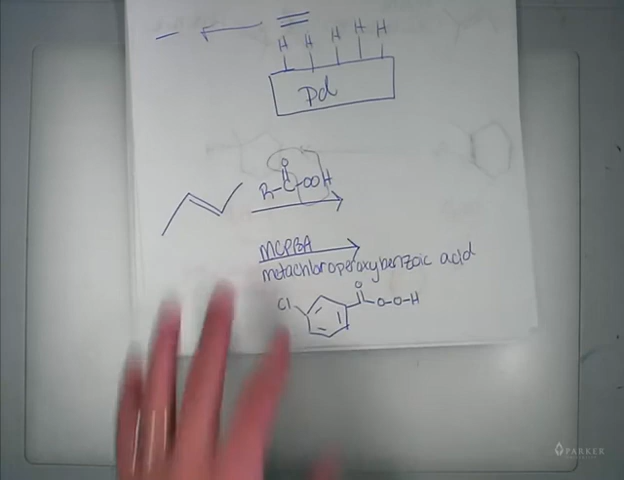 H H H H H
Pd
O
R-C-OOH
MCPBA
metachloroperoxybenzoic acid
O
Cl O-O-H
PARKER